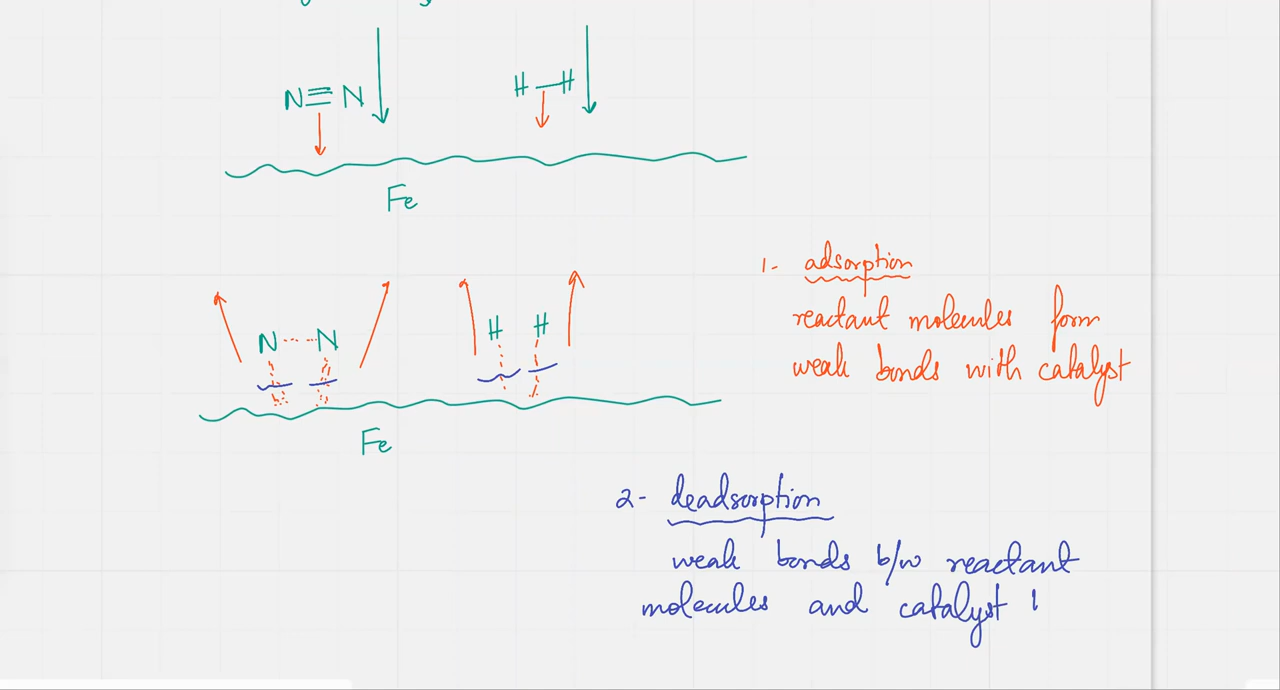 N≡N
H–H
Fe
1- adsorption
reactant molecules form
weak bonds with catalyst
N N
H H
Fe
2- deadsorption
weak bonds b/w reactant
molecules and catalyst